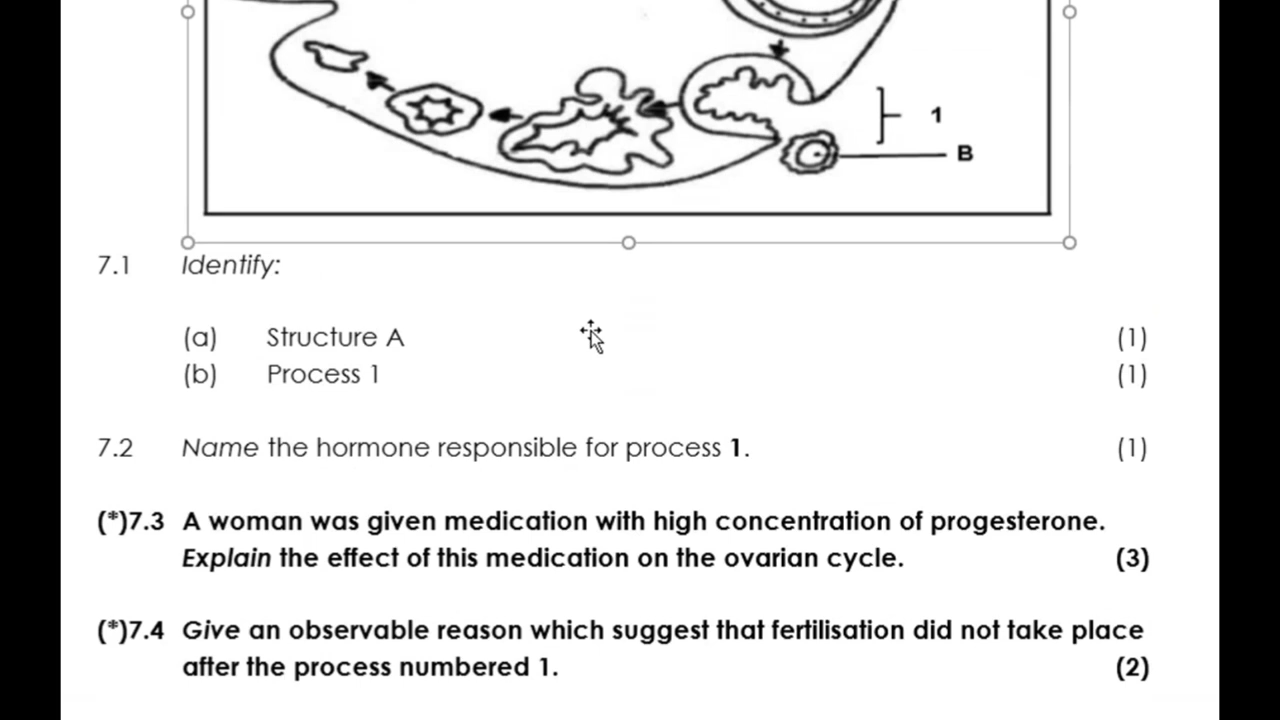 1
B
7.1 Identify:
(a) Structure A (1)
(b) Process 1 (1)
7.2 Name the hormone responsible for process 1. (1)
(*)7.3 A woman was given medication with high concentration of progesterone.
Explain the effect of this medication on the ovarian cycle. (3)
(*)7.4 Give an observable reason which suggest that fertilisation did not take place
after the process numbered 1. (2)